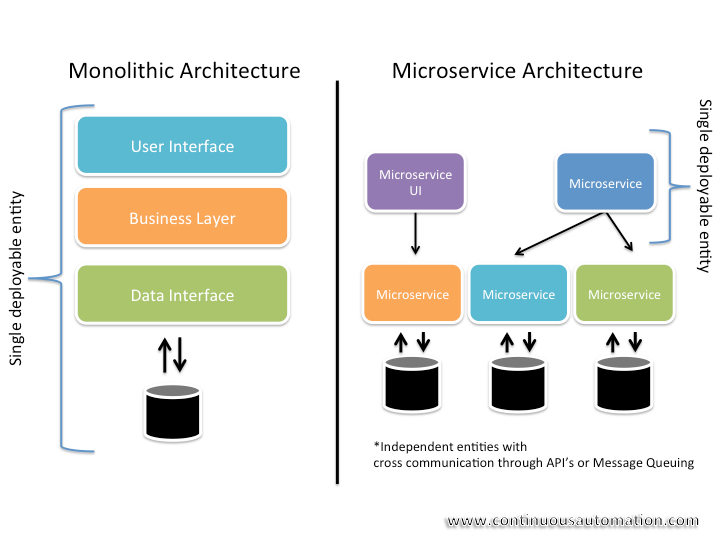 Monolithic Architecture
Single deployable entity
User Interface
Business Layer
Data Interface
Microservice Architecture
Single deployable entity
Microservice
UI
Microservice
Microservice
Microservice
Microservice
*Independent entities with
cross communication through API's or Message Queuing
www.continuousautomation.com